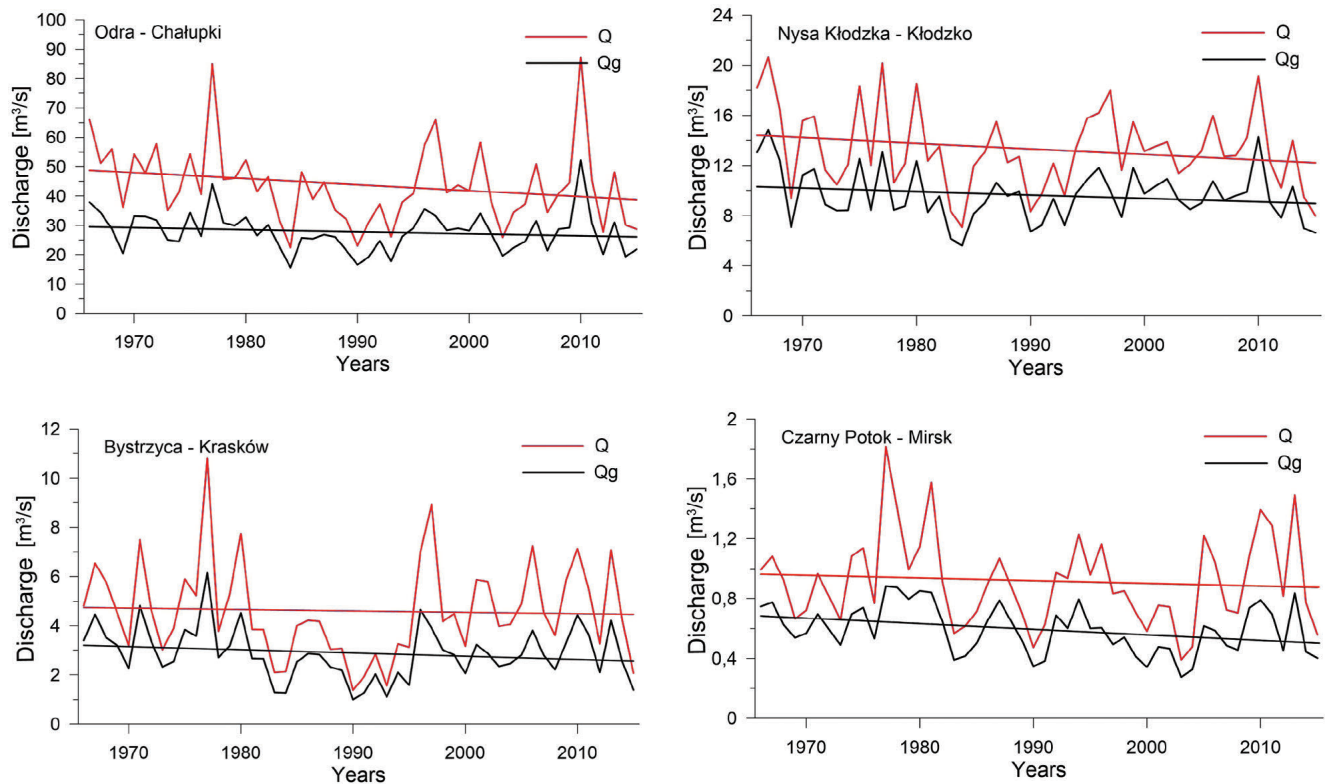 Odra - Chałupki
Q
Qg
Discharge [m³/s]
100
90
80
70
60
50
40
30
20
10
0
1970
1980
1990
2000
2010
Years
Nysa Kłodzka - Kłodzko
Q
Qg
Discharge [m³/s]
24
20
16
12
8
4
0
1970
1980
1990
2000
2010
Years
Bystrzyca - Krasków
Q
Qg
Discharge [m³/s]
12
10
8
6
4
2
0
1970
1980
1990
2000
2010
Years
Czarny Potok - Mirsk
Q
Qg
Discharge [m³/s]
2
1,6
1,2
0,8
0,4
0
1970
1980
1990
2000
2010
Years